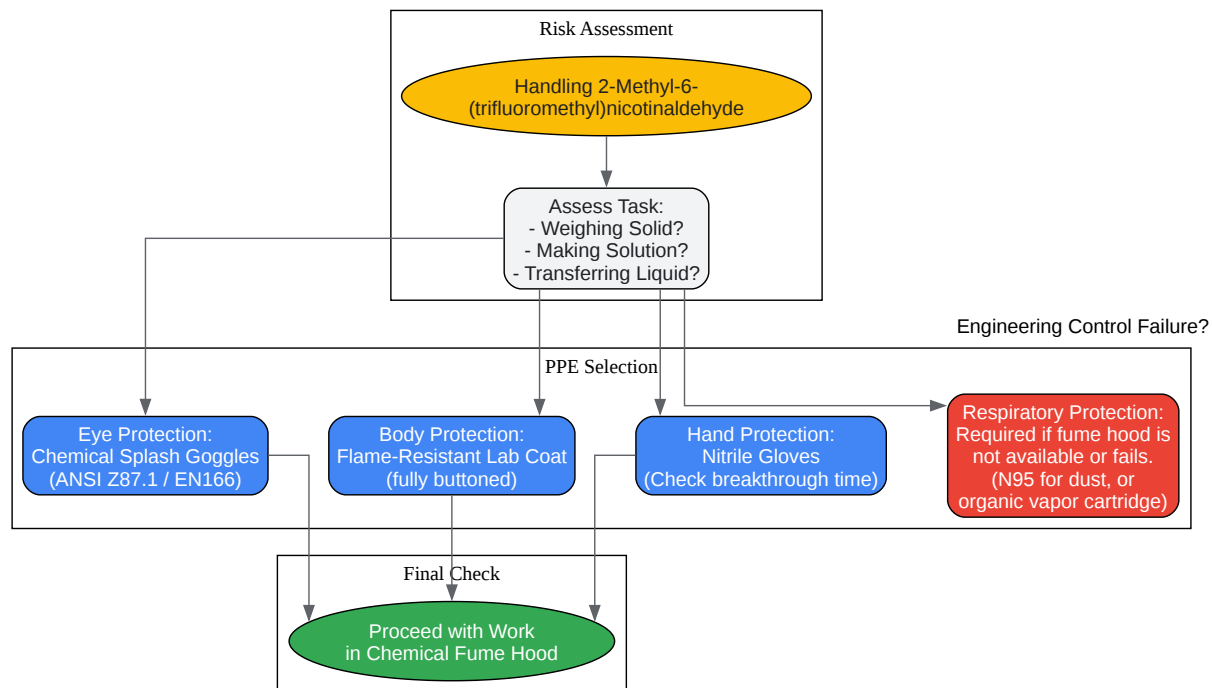 Risk Assessment
Handling 2-Methyl-6-
(trifluoromethyl)nicotinaldehyde
Assess Task:
- Weighing Solid?
- Making Solution?
- Transferring Liquid?
Engineering Control Failure?
PPE Selection
Eye Protection:
Chemical Splash Goggles
(ANSI Z87.1 / EN166)
Body Protection:
Flame-Resistant Lab Coat
(fully buttoned)
Hand Protection:
Nitrile Gloves
(Check breakthrough time)
Respiratory Protection:
Required if fume hood is
not available or fails.
(N95 for dust, or
organic vapor cartridge)
Final Check
Proceed with Work
in Chemical Fume Hood